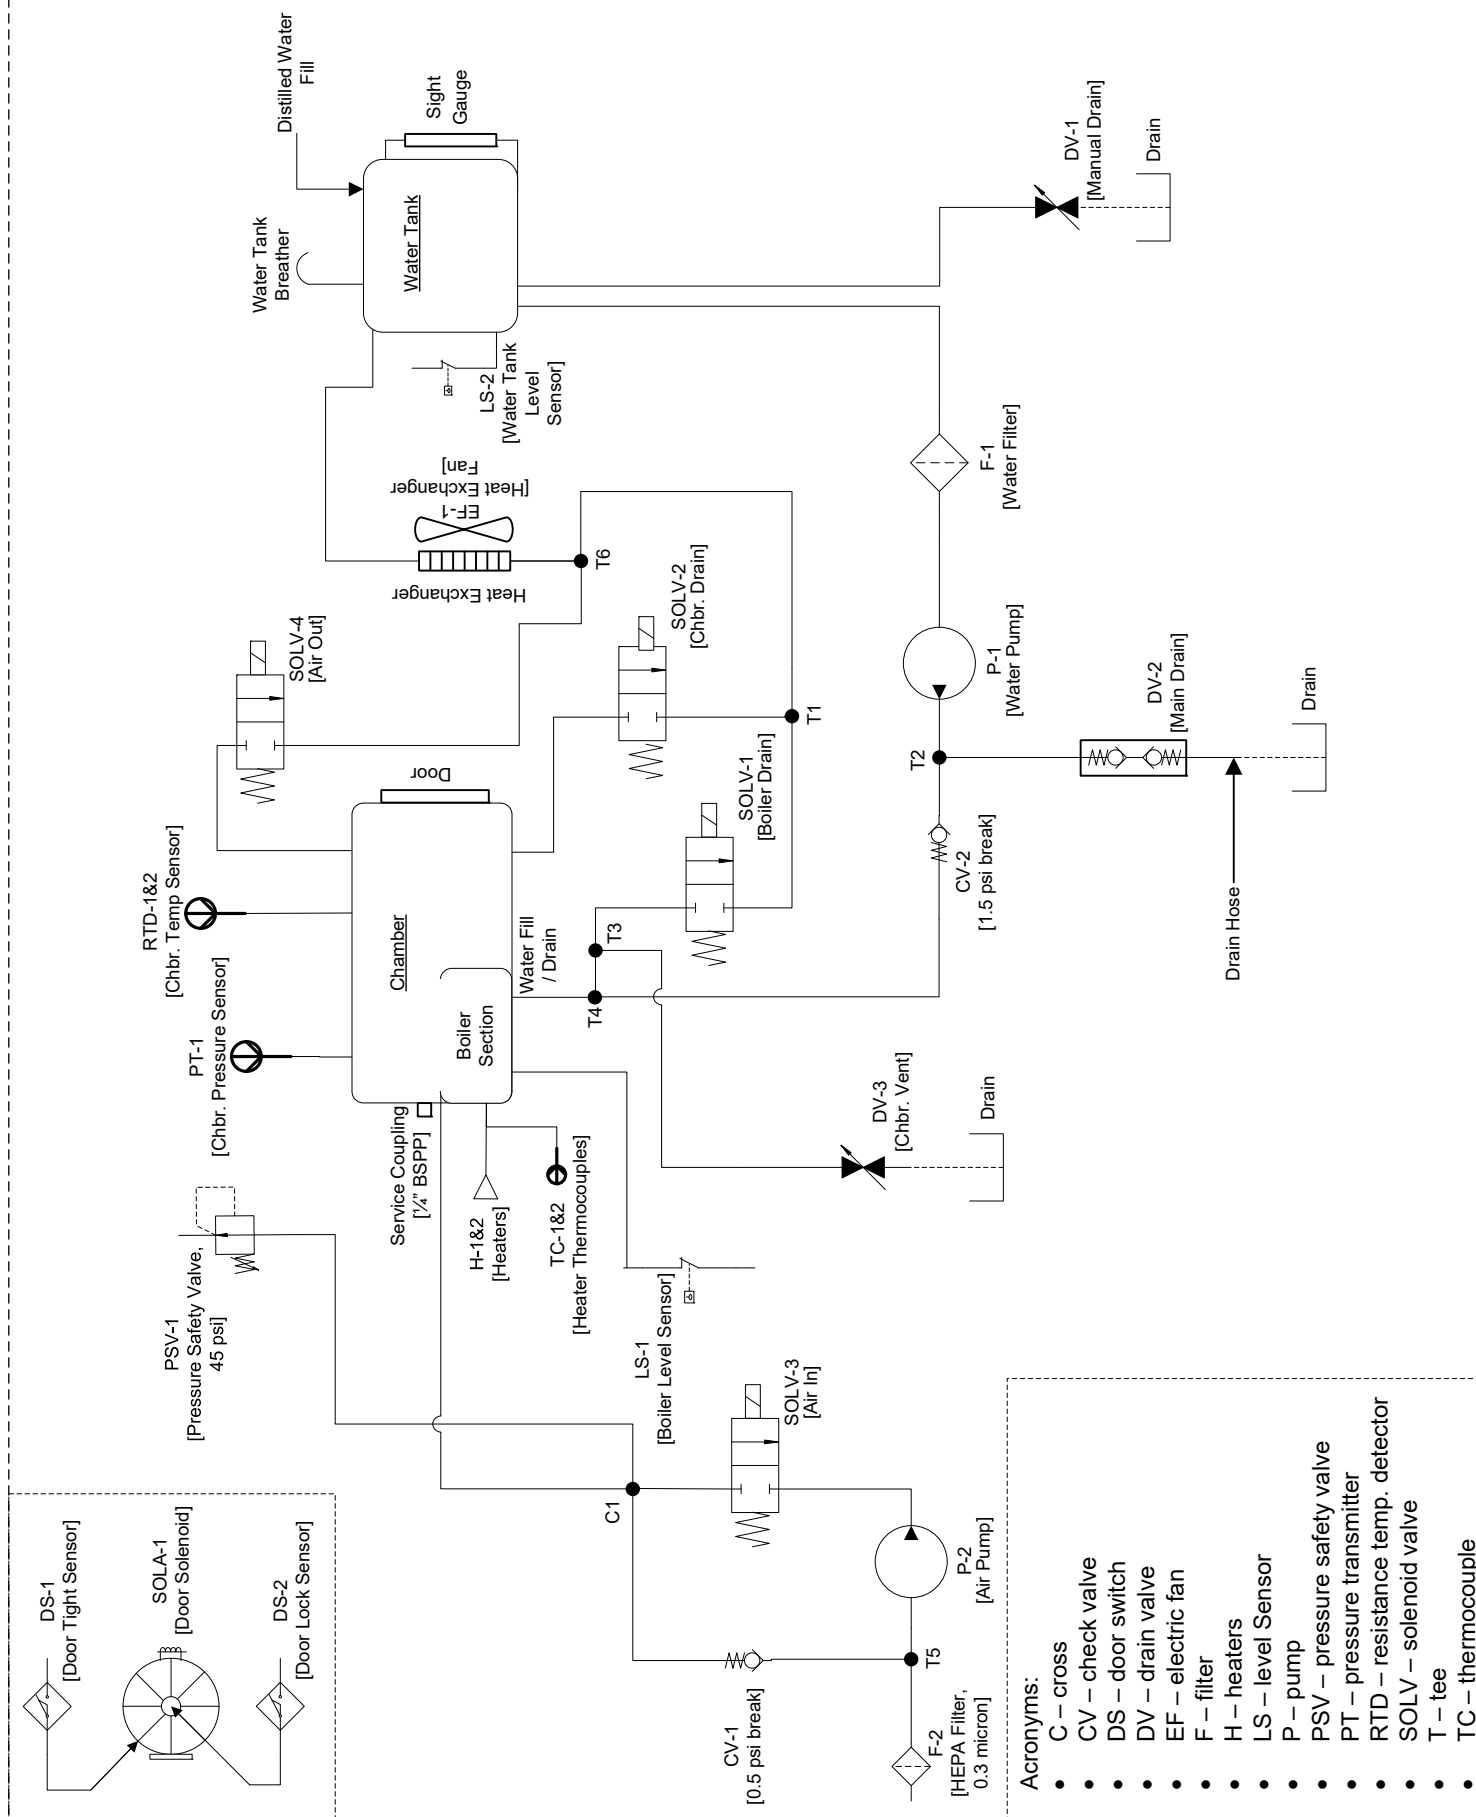 DS-1
[Door Tight Sensor]
SOLA-1
[Door Solenoid]
DS-2
[Door Lock Sensor]
PSV-1
[Pressure Safety Valve,
45 psi]
PT-1
[Chbr. Pressure Sensor]
RTD-1&2
[Chbr. Temp Sensor]
SOLV-4
[Air Out]
Water Tank
Breather
Distilled Water
Fill
Water Tank
Sight
Gauge
LS-2
[Water Tank
Level
Sensor]
EF-1
[Heat Exchanger
Fan]
Heat Exchanger
T6
Door
Chamber
Boiler
Section
Water Fill
/ Drain
Service Coupling
[¼” BSPP]
H-1&2
[Heaters]
TC-1&2
[Heater Thermocouples]
LS-1
[Boiler Level Sensor]
SOLV-2
[Chbr. Drain]
SOLV-1
[Boiler Drain]
T1
T3
T4
C1
SOLV-3
[Air In]
CV-1
[0.5 psi break]
F-2
[HEPA Filter,
0.3 micron]
T5
P-2
[Air Pump]
DV-3
[Chbr. Vent]
Drain
CV-2
[1.5 psi break]
T2
P-1
[Water Pump]
F-1
[Water Filter]
DV-2
[Main Drain]
Drain Hose
Drain
DV-1
[Manual Drain]
Drain
Acronyms:
• C – cross
• CV – check valve
• DS – door switch
• DV – drain valve
• EF – electric fan
• F – filter
• H – heaters
• LS – level Sensor
• P – pump
• PSV – pressure safety valve
• PT – pressure transmitter
• RTD – resistance temp. detector
• SOLV – solenoid valve
• T – tee
• TC – thermocouple